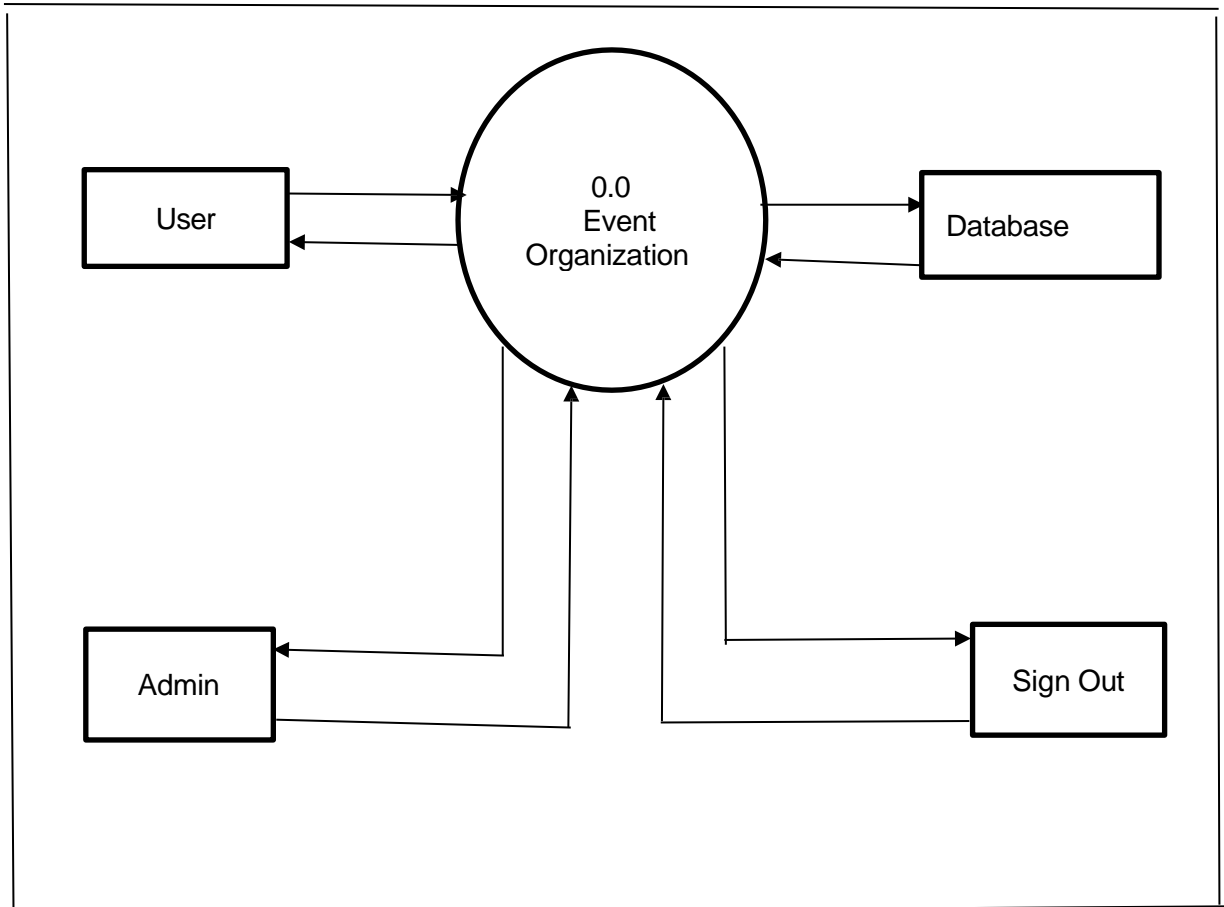 0.0
Event
Organization
User
Database
Admin
Sign Out